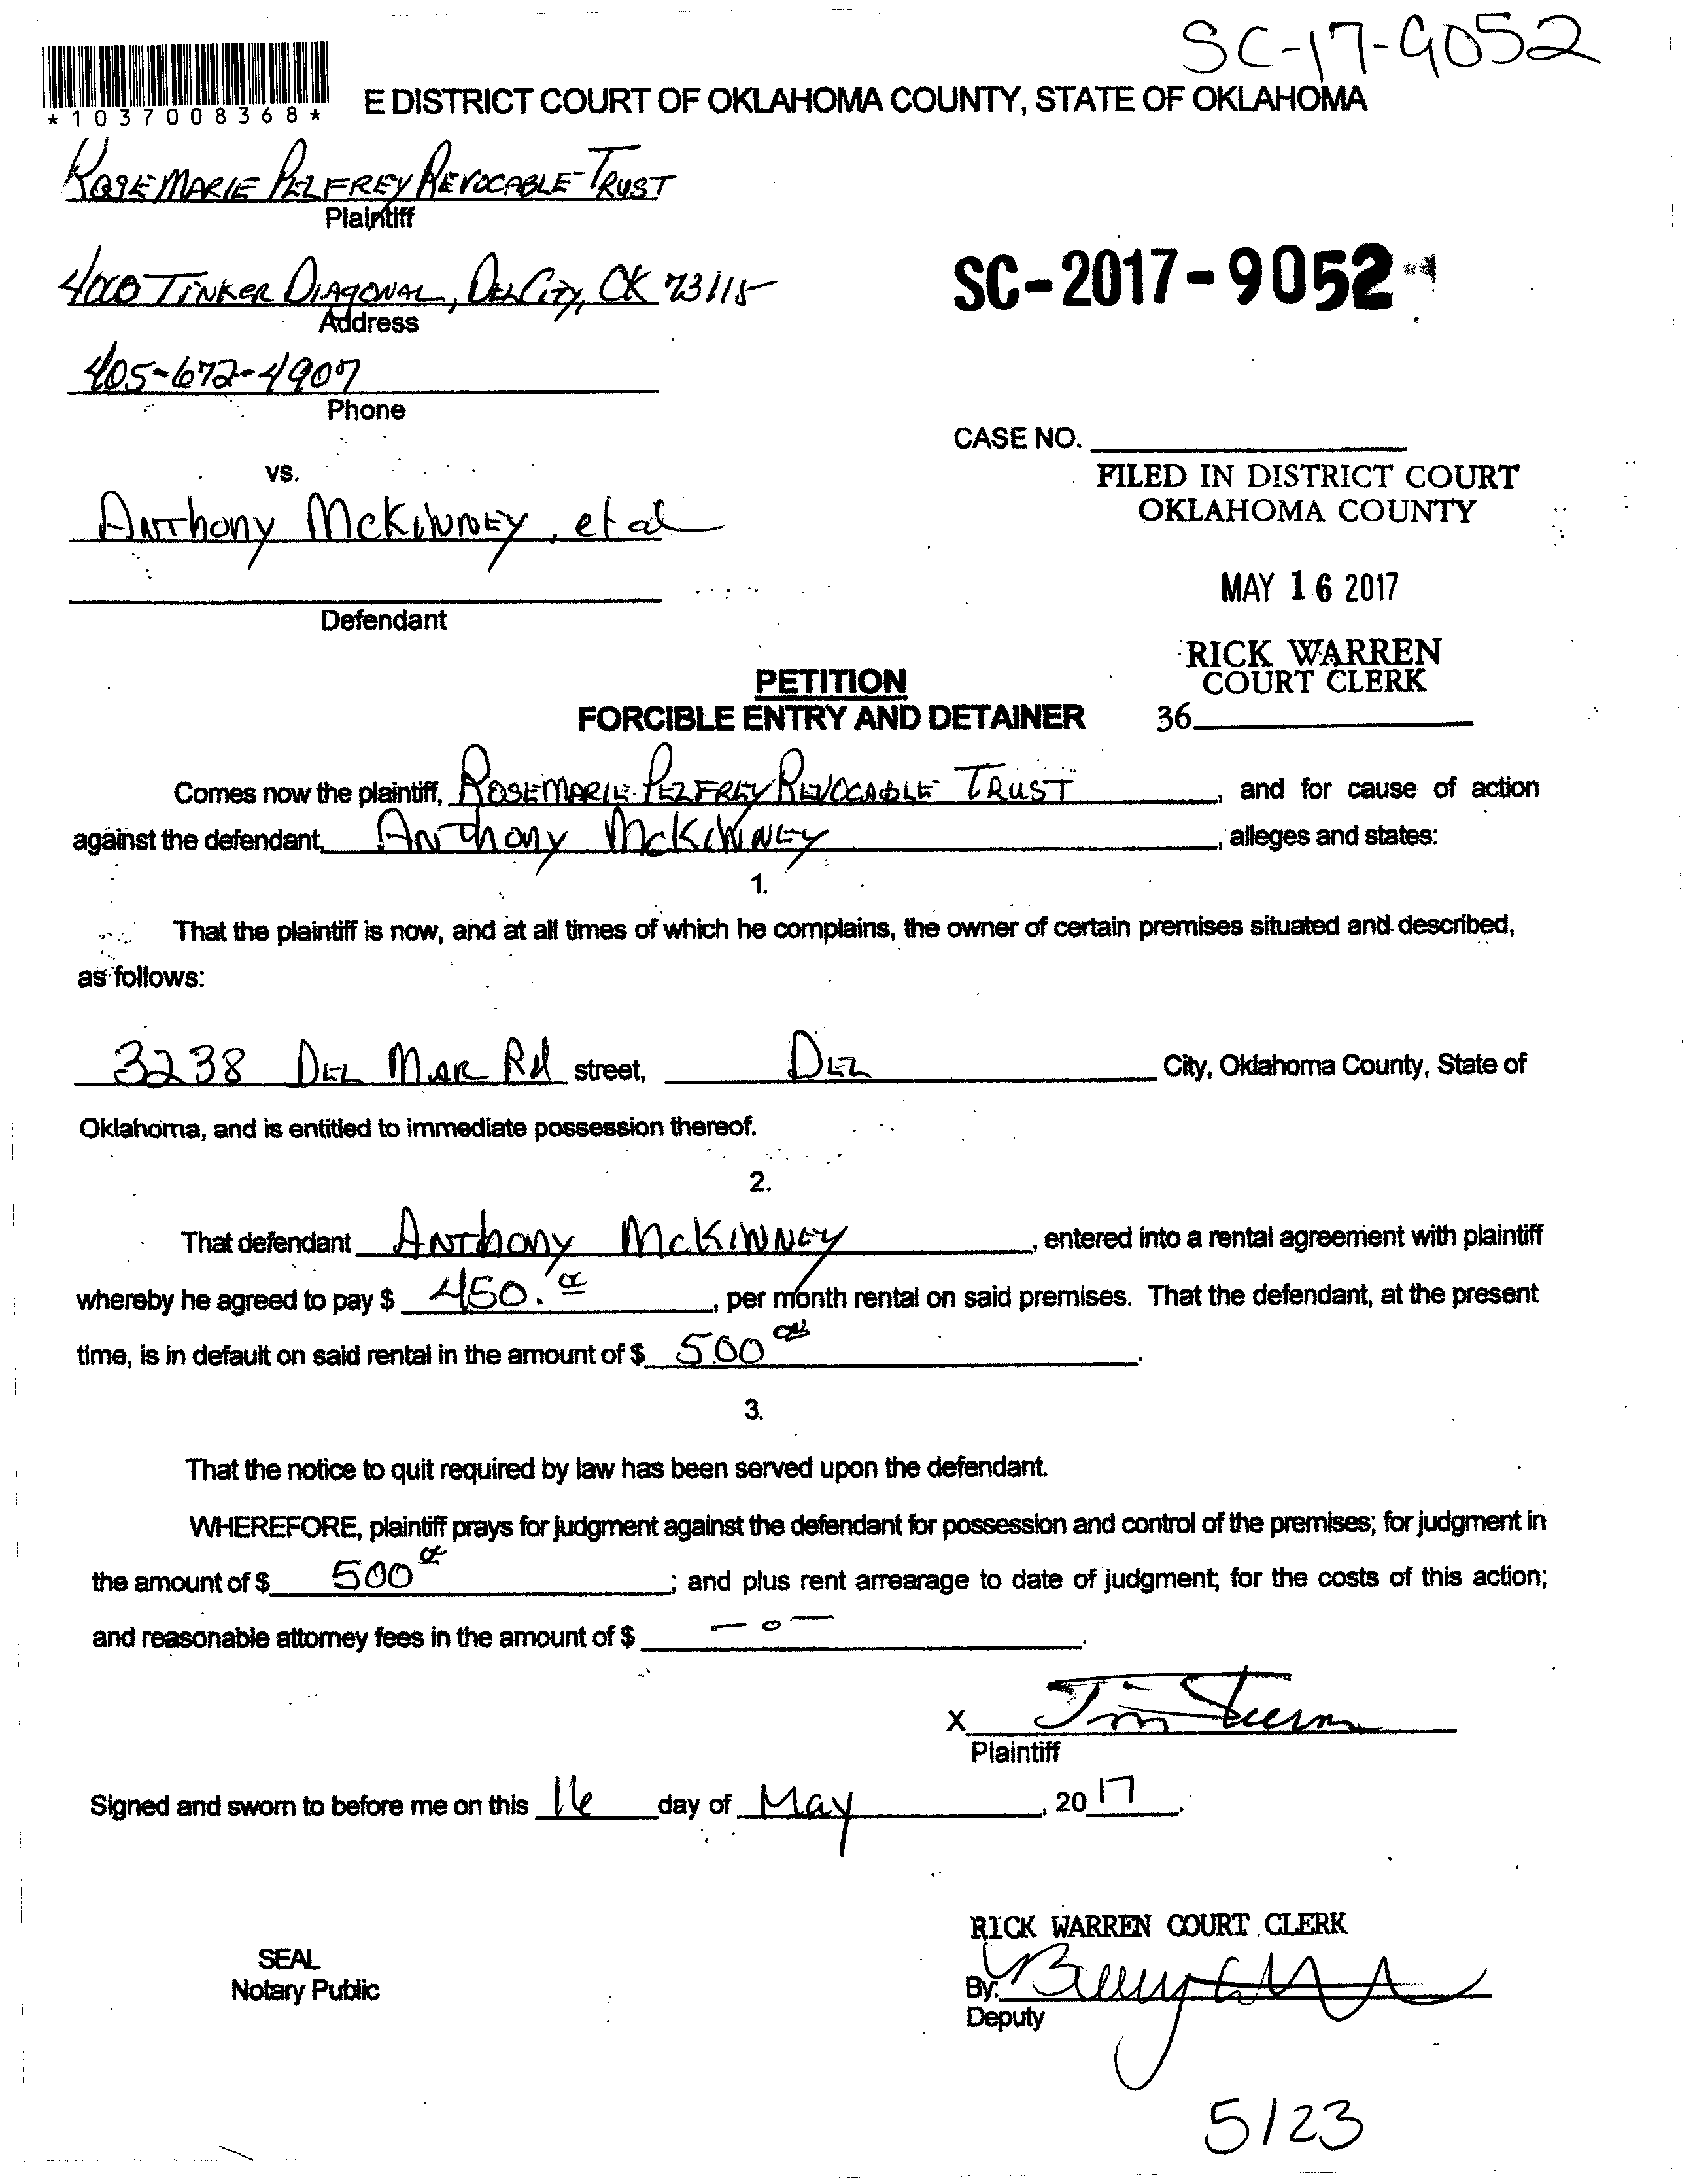 SC-17-9052
*1037008368*
E DISTRICT COURT OF OKLAHOMA COUNTY, STATE OF OKLAHOMA
ROSEMARIE PELFREY REVOCABLE TRUST
Plaintiff
4000 TINKER DIAGONAL, DEL CITY, OK 73115
Address
SC-2017-9052
405-672-4907
Phone
CASE NO.
vs.
FILED IN DISTRICT COURT
OKLAHOMA COUNTY
ANTHONY MCKINNEY, et al
MAY 16 2017
Defendant
RICK WARREN
COURT CLERK
36
PETITION
FORCIBLE ENTRY AND DETAINER
Comes now the plaintiff, ROSEMARIE PELFREY REVOCABLE TRUST, and for cause of action
against the defendant, ANTHONY MCKINNEY, alleges and states:
1.
That the plaintiff is now, and at all times of which he complains, the owner of certain premises situated and described,
as follows:
3238 DEL MAR Rd street, DEL City, Oklahoma County, State of
Oklahoma, and is entitled to immediate possession thereof.
2.
That defendant ANTHONY MCKINNEY, entered into a rental agreement with plaintiff
whereby he agreed to pay $ 450.00, per month rental on said premises. That the defendant, at the present
time, is in default on said rental in the amount of $ 500 00.
3.
That the notice to quit required by law has been served upon the defendant.
WHEREFORE, plaintiff prays for judgment against the defendant for possession and control of the premises; for judgment in
the amount of $ 500 00; and plus rent arrearage to date of judgment; for the costs of this action;
and reasonable attorney fees in the amount of $ -0-.
X
Plaintiff
Signed and sworn to before me on this 16 day of May, 2017.
RICK WARREN COURT CLERK
SEAL
Notary Public
By:
Deputy
5/23